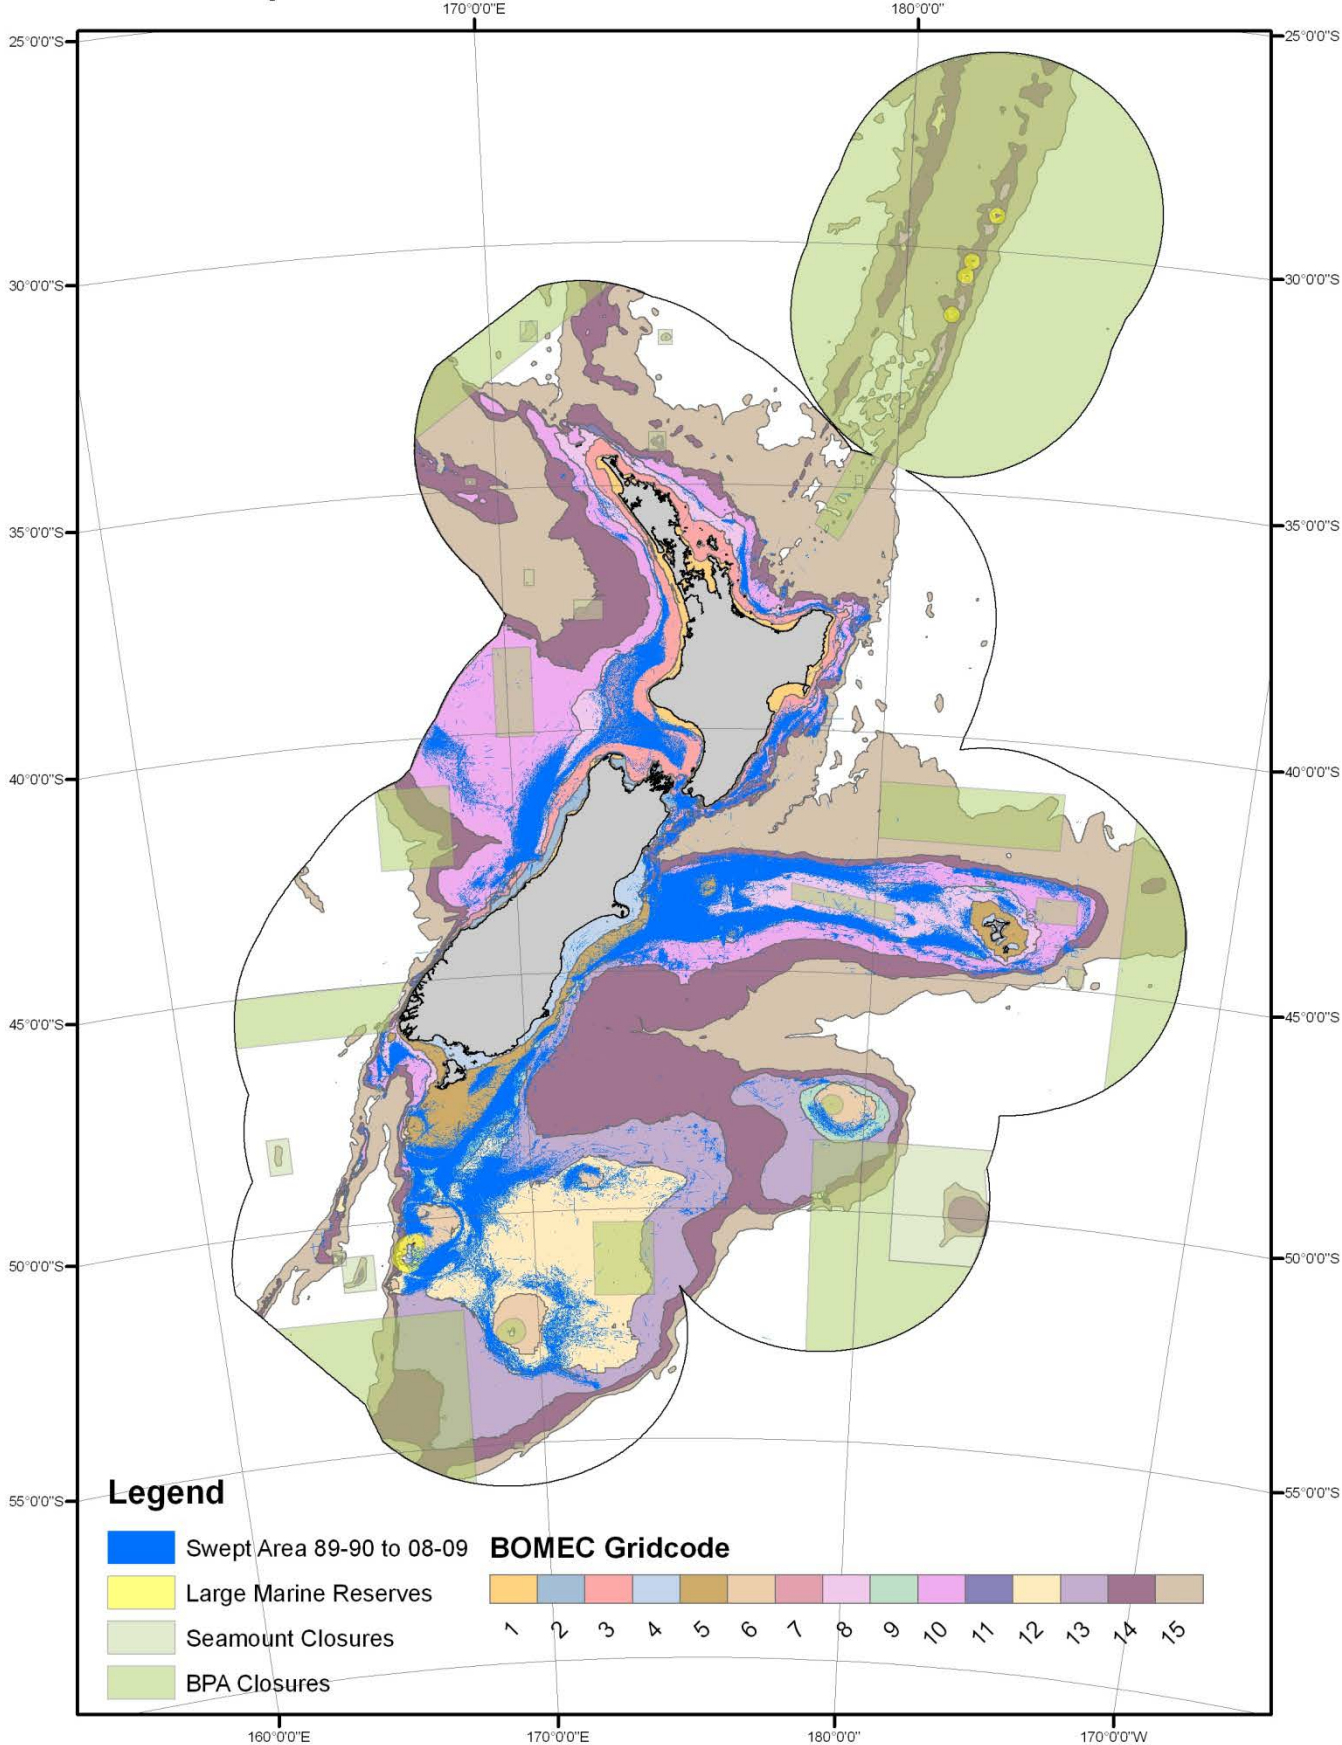 170°0'0"E
180°0'0"
25°0'0"S
25°0'0"S
30°0'0"S
30°0'0"S
35°0'0"S
35°0'0"S
40°0'0"S
40°0'0"S
45°0'0"S
45°0'0"S
50°0'0"S
50°0'0"S
55°0'0"S
55°0'0"S
Legend
Swept Area 89-90 to 08-09
Large Marine Reserves
Seamount Closures
BPA Closures
BOMEC Gridcode
1 2 3 4 5 6 7 8 9 10 11 12 13 14 15
160°0'0"E
170°0'0"E
180°0'0"
170°0'0"W